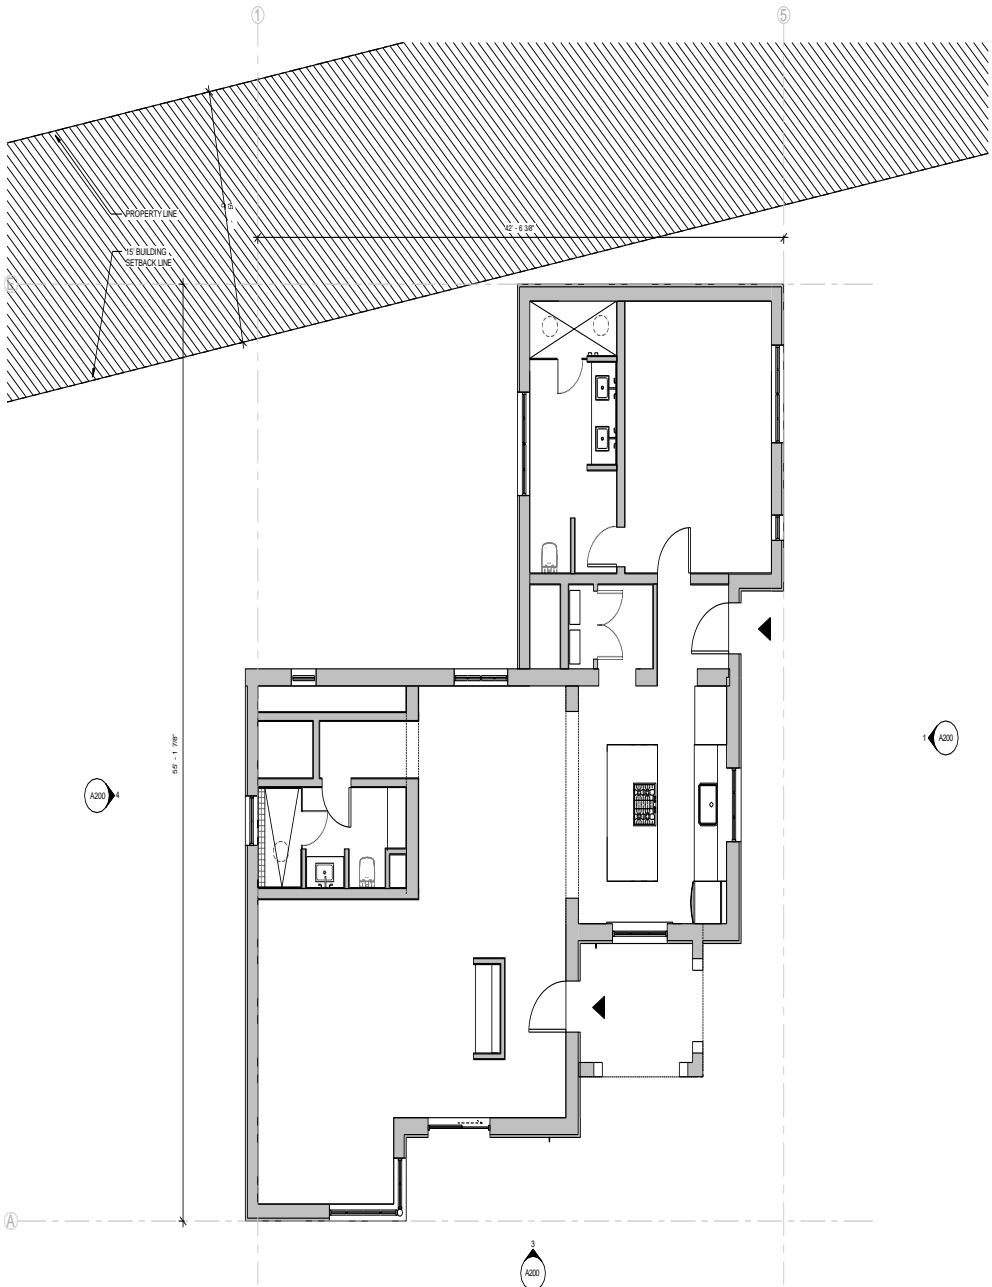 1
5
PROPERTY LINE
42' - 6 3/8"
15' BUILDING
SETBACK LINE
E
55' - 1 7/8"
1
A200
A200
4
A
3
A200